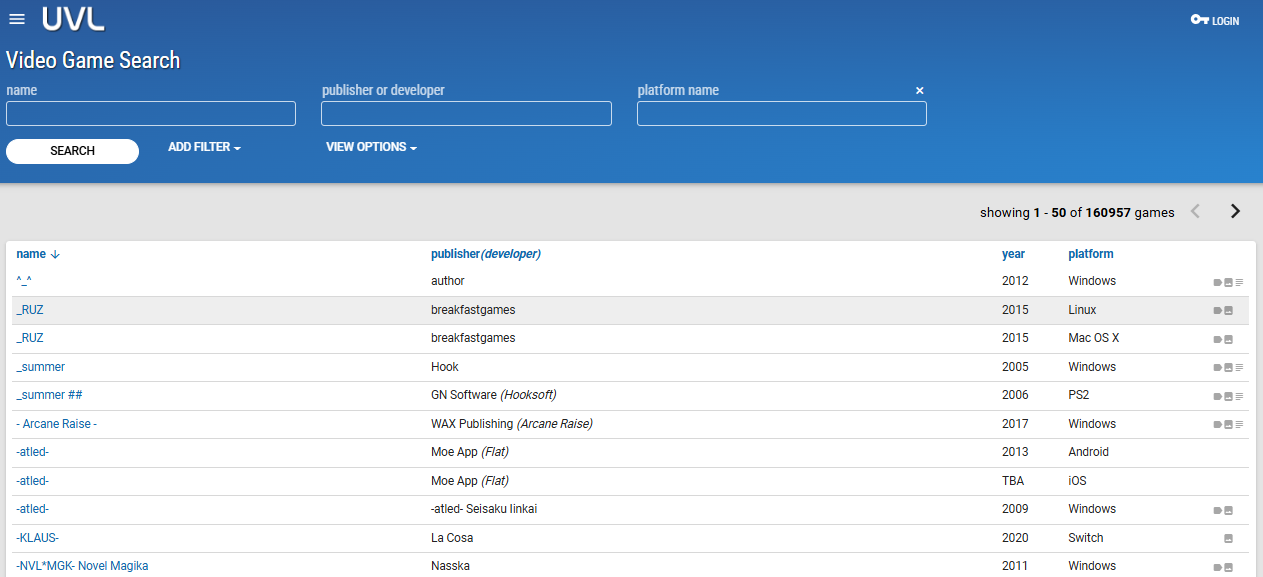 UVL
LOGIN
Video Game Search
name publisher or developer platform name ×
SEARCH ADD FILTER VIEW OPTIONS
showing 1 - 50 of 160957 games
name ↓ publisher(developer) year platform
^_^ author 2012 Windows
_RUZ breakfastgames 2015 Linux
_RUZ breakfastgames 2015 Mac OS X
_summer Hook 2005 Windows
_summer ## GN Software (Hooksoft) 2006 PS2
- Arcane Raise - WAX Publishing (Arcane Raise) 2017 Windows
-atled- Moe App (Flat) 2013 Android
-atled- Moe App (Flat) TBA iOS
-atled- -atled- Seisaku Iinkai 2009 Windows
-KLAUS- La Cosa 2020 Switch
-NVL*MGK- Novel Magika Nasska 2011 Windows